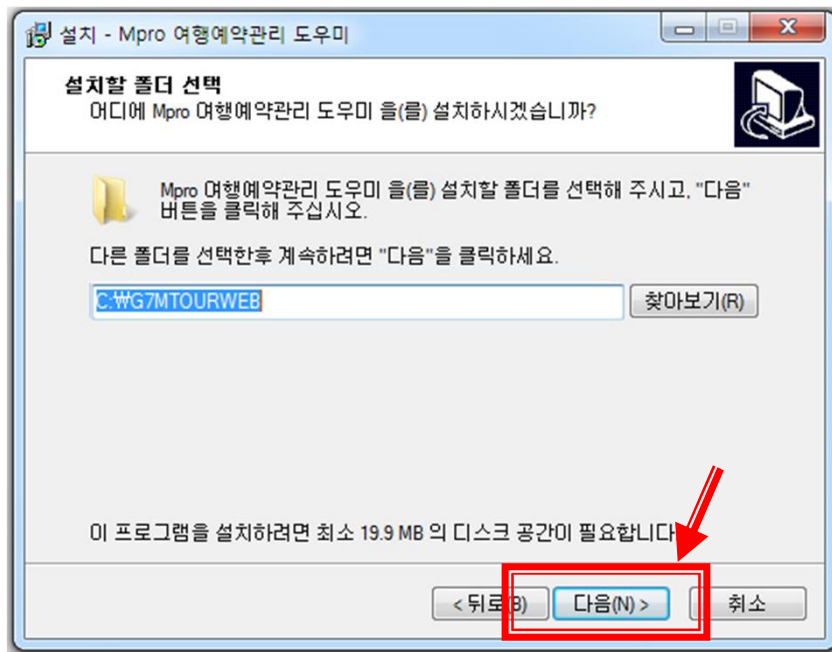 설치 - Mpro 여행예약관리 도우미
설치할 폴더 선택
어디에 Mpro 여행예약관리 도우미 을(를) 설치하시겠습니까?
Mpro 여행예약관리 도우미 을(를) 설치할 폴더를 선택해 주시고, "다음"
버튼을 클릭해 주십시오.
다른 폴더를 선택한후 계속하려면 "다음"을 클릭하세요.
C:₩G7MTOURWEB
찾아보기(R)
이 프로그램을 설치하려면 최소 19.9 MB 의 디스크 공간이 필요합니다
< 뒤로(B) 다음(N) > 취소